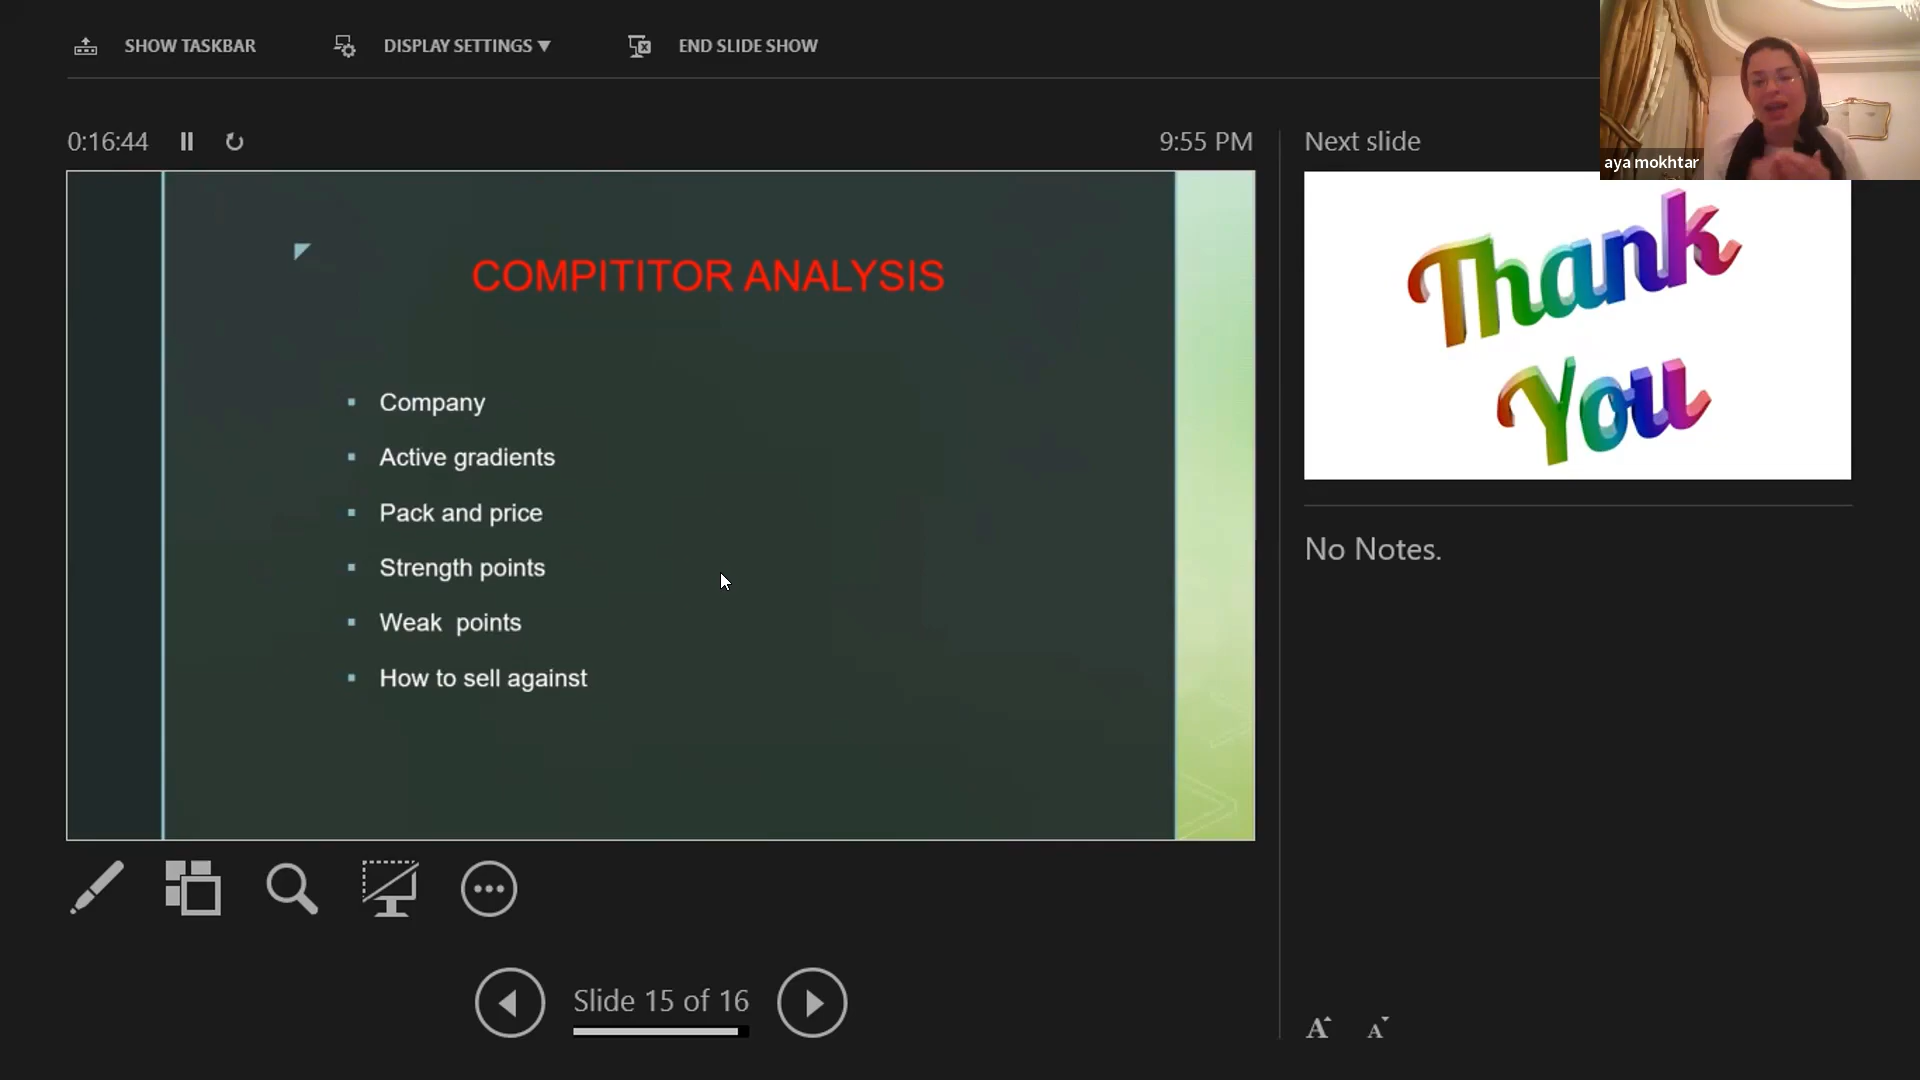 SHOW TASKBAR
DISPLAY SETTINGS ▼
END SLIDE SHOW
aya mokhtar
0:16:44
9:55 PM
Next slide
COMPITITOR ANALYSIS
▪ Company
▪ Active gradients
▪ Pack and price
▪ Strength points
▪ Weak  points
▪ How to sell against
Thank
You
No Notes.
Slide 15 of 16
A
A